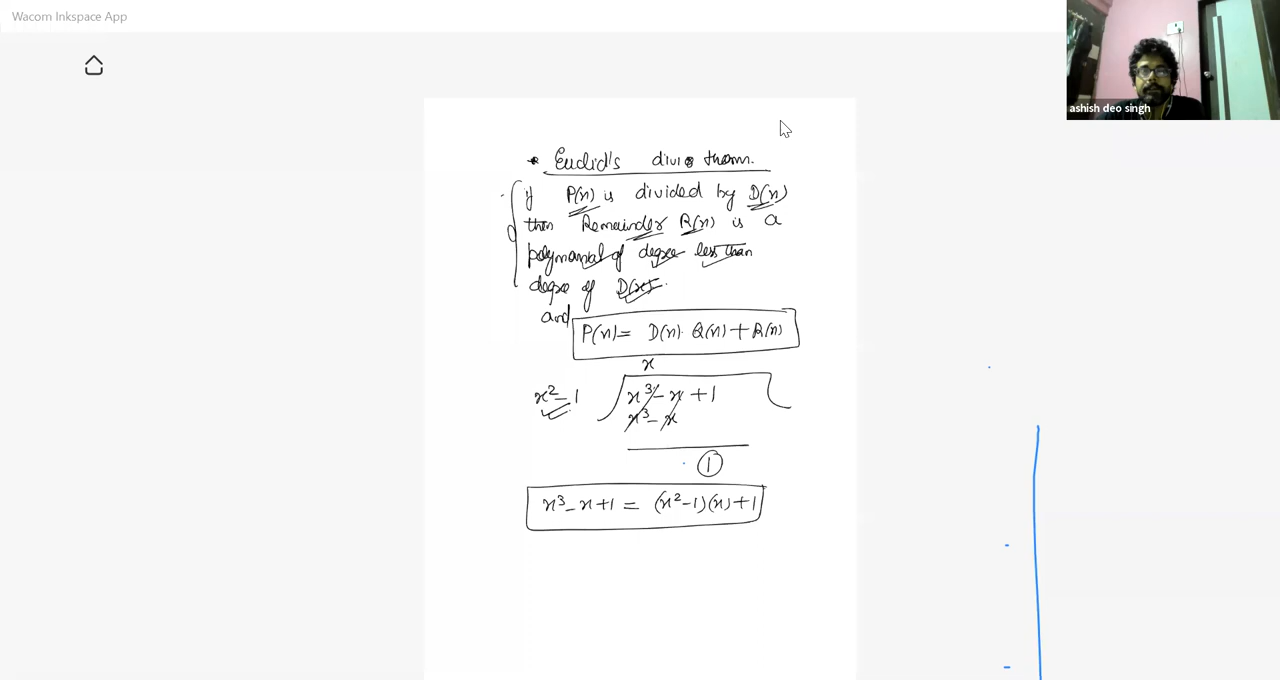 Wacom Inkspace App
ashish deo singh
* Euclid's divi thorm.
if P(x) is divided by D(x)
then Remainder R(x) is a
polynomial of degree less than
degree of D(x).
and
P(x) = D(x). Q(x) + R(x)
x
x² - 1 x³ - x + 1
x³ - x
1
x³ - x + 1 = (x² - 1)(x) + 1